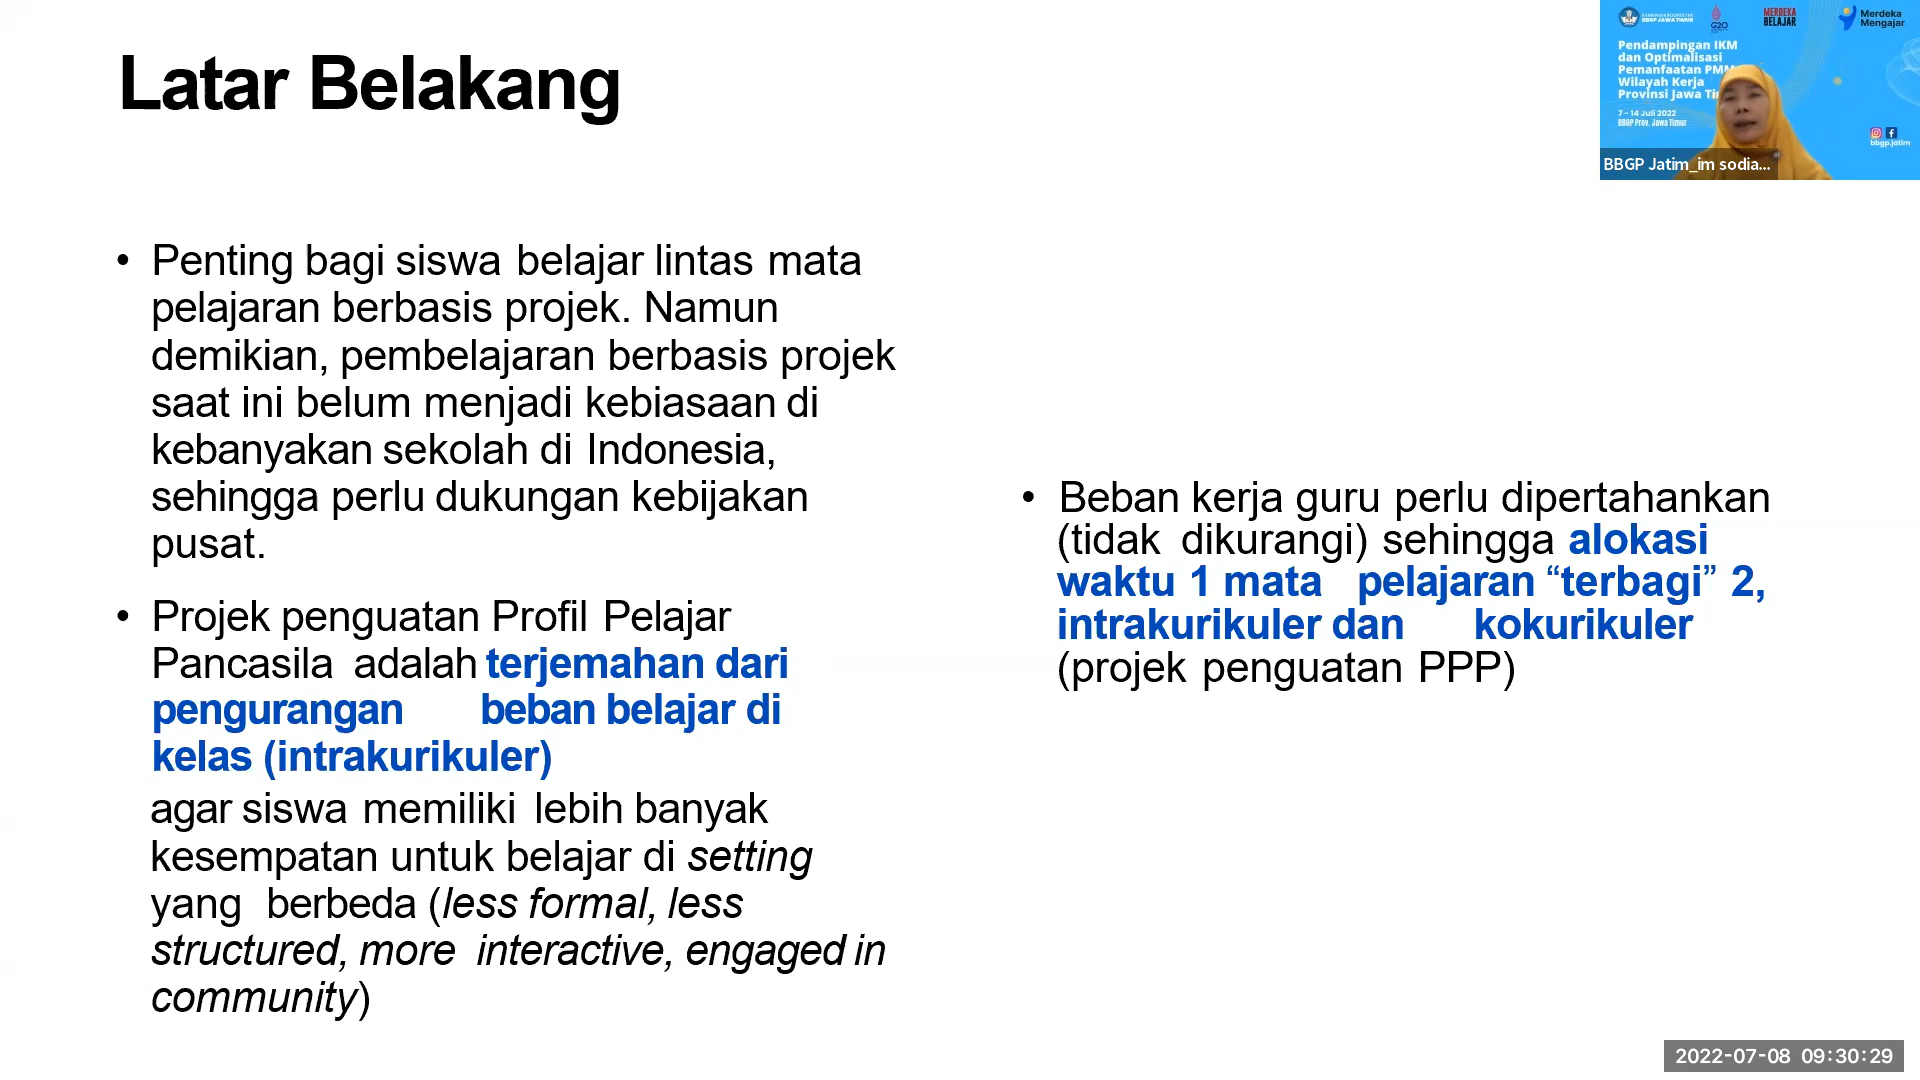 Latar Belakang
• Penting bagi siswa belajar lintas mata
pelajaran berbasis projek. Namun
demikian, pembelajaran berbasis projek
saat ini belum menjadi kebiasaan di
kebanyakan sekolah di Indonesia,
sehingga perlu dukungan kebijakan
pusat.
• Projek penguatan Profil Pelajar
Pancasila adalah terjemahan dari
pengurangan beban belajar di
kelas (intrakurikuler)
agar siswa memiliki lebih banyak
kesempatan untuk belajar di setting
yang berbeda (less formal, less
structured, more interactive, engaged in
community)
• Beban kerja guru perlu dipertahankan
(tidak dikurangi) sehingga alokasi
waktu 1 mata pelajaran “terbagi” 2,
intrakurikuler dan kokurikuler
(projek penguatan PPP)
BBGP JAWA TIMUR
G20
MERDEKA
BELAJAR
Merdeka
Mengajar
Pendampingan IKM
dan Optimalisasi
Pemanfaatan PMM
Wilayah Kerja
Provinsi Jawa
7 - 14 Juli 2022
BBGP Prov. Jawa Timur
bbgp.jatim
BBGP Jatim_im sodia...
2022-07-08 09:30:29